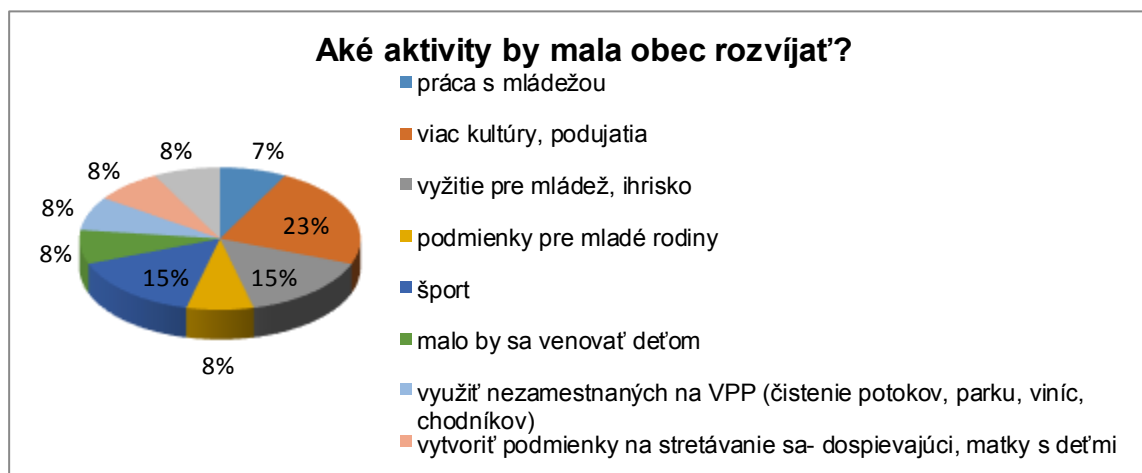 Aké aktivity by mala obec rozvíjať?
práca s mládežou
viac kultúry, podujatia
vyžitie pre mládež, ihrisko
podmienky pre mladé rodiny
šport
malo by sa venovať deťom
využiť nezamestnaných na VPP (čistenie potokov, parku, viníc,
chodníkov)
vytvoriť podmienky na stretávanie sa- dospievajúci, matky s deťmi
8%
7%
8%
8%
23%
8%
15%
15%
8%